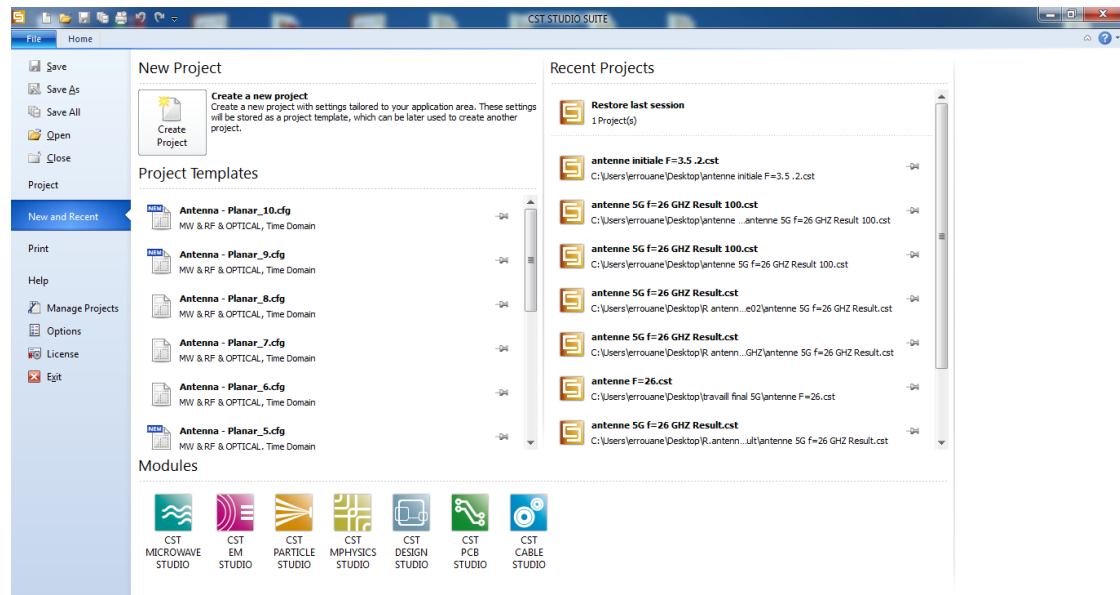 CST STUDIO SUITE
File Home
Save
Save As
Save All
Open
Close
Project
New and Recent
Print
Help
Manage Projects
Options
License
Exit
New Project
Create Project
Create a new project
Create a new project with settings tailored to your application area. These settings
will be stored as a project template, which can be later used to create another
project.
Project Templates
NEW
Antenna - Planar_10.cfg
MW & RF & OPTICAL, Time Domain
NEW
Antenna - Planar_9.cfg
MW & RF & OPTICAL, Time Domain
Antenna - Planar_8.cfg
MW & RF & OPTICAL, Time Domain
Antenna - Planar_7.cfg
MW & RF & OPTICAL, Time Domain
Antenna - Planar_6.cfg
MW & RF & OPTICAL, Time Domain
NEW
Antenna - Planar_5.cfg
MW & RF & OPTICAL, Time Domain
Recent Projects
Restore last session
1 Project(s)
antenne initiale F=3.5 .2.cst
C:\Users\errouane\Desktop\antenne initiale F=3.5 .2.cst
antenne 5G f=26 GHZ Result 100.cst
C:\Users\errouane\Desktop\antenne ...antenne 5G f=26 GHZ Result 100.cst
antenne 5G f=26 GHZ Result 100.cst
C:\Users\errouane\Desktop\antenne 5G f=26 GHZ Result 100.cst
antenne 5G f=26 GHZ Result.cst
C:\Users\errouane\Desktop\R antenn...e02\antenne 5G f=26 GHZ Result.cst
antenne 5G f=26 GHZ Result.cst
C:\Users\errouane\Desktop\R antenn...GHZ\antenne 5G f=26 GHZ Result.cst
antenne F=26.cst
C:\Users\errouane\Desktop\travaill final 5G\antenne F=26.cst
antenne 5G f=26 GHZ Result.cst
C:\Users\errouane\Desktop\R.antenn...ult\antenne 5G f=26 GHZ Result.cst
Modules
CST MICROWAVE STUDIO
CST EM STUDIO
CST PARTICLE STUDIO
CST MPHYSICS STUDIO
CST DESIGN STUDIO
CST PCB STUDIO
CST CABLE STUDIO